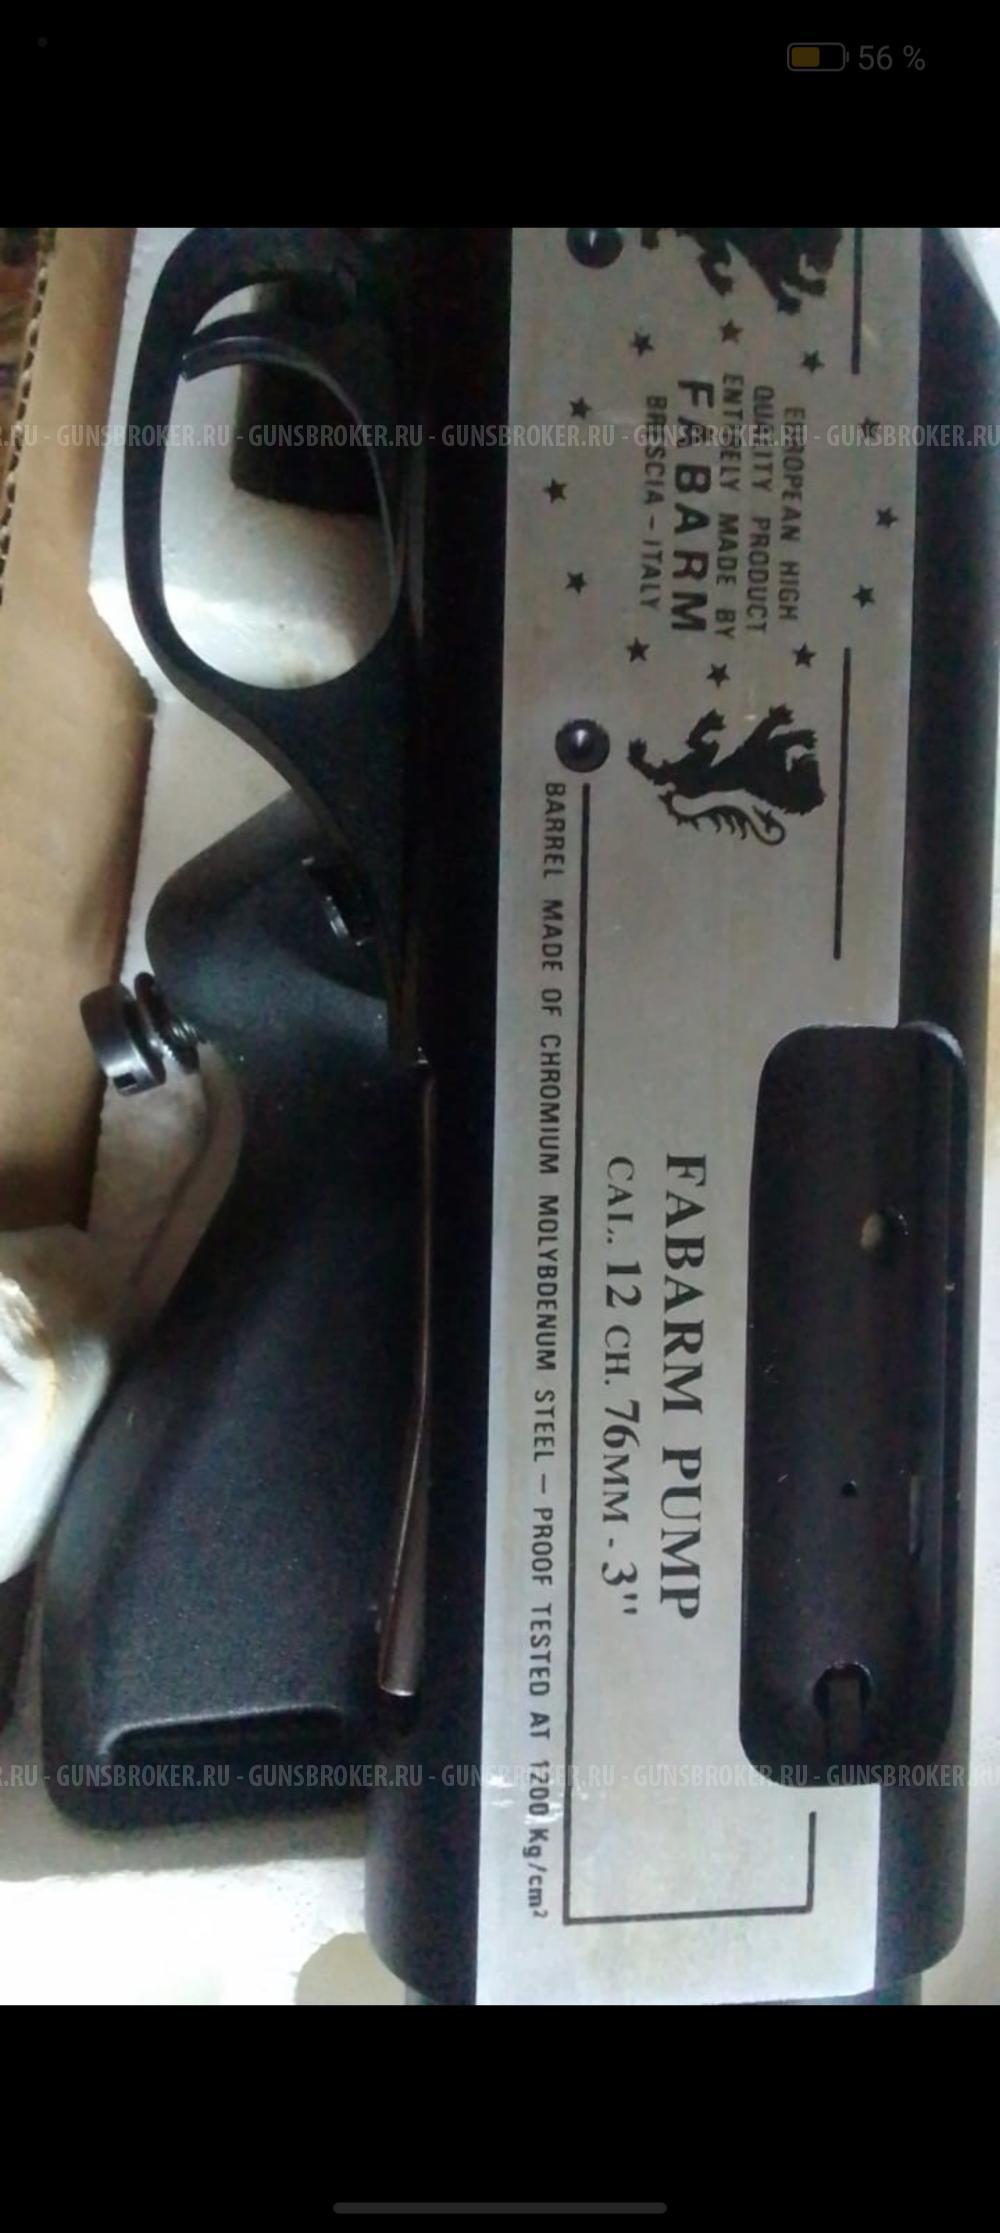 56 %
.RU - GUNSBROKER.RU - GUNSBROKER.RU - GUNSBROKER.RU - GUNSBROKER.RU - GUNSBROKER.RU
EUROPEAN HIGH
QUALITY PRODUCT
ENTIRELY MADE BY
FABARM
BRESCIA - ITALY
FABARM PUMP
CAL. 12 CH. 76MM - 3"
BARREL MADE OF CHROMIUM MOLYBDENUM STEEL - PROOF TESTED AT 1200 Kg/cm²
.RU - GUNSBROKER.RU - GUNSBROKER.RU - GUNSBROKER.RU - GUNSBROKER.RU - GUNSBROKER.RU